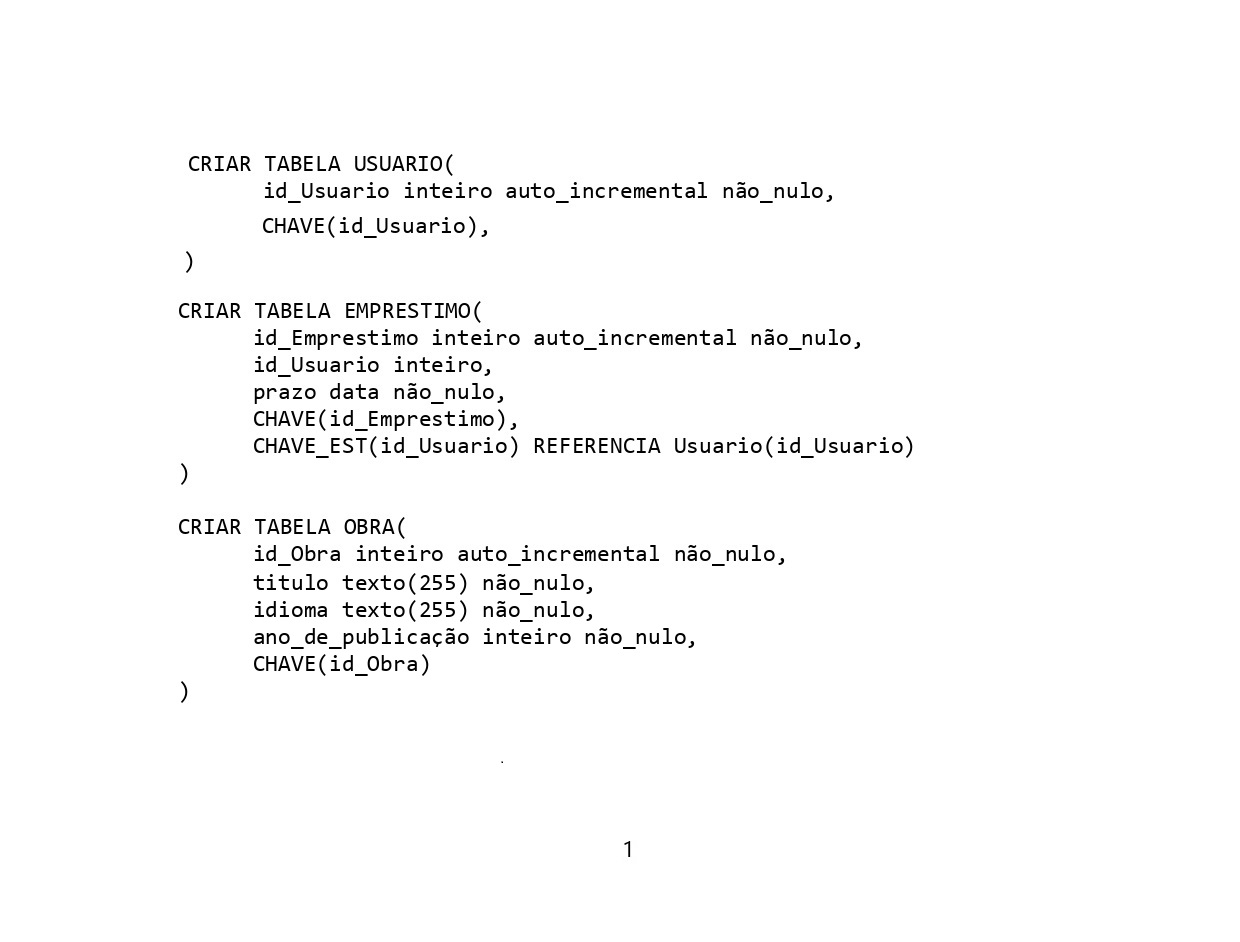 CRIAR TABELA USUARIO(
id_Usuario inteiro auto_incremental não_nulo,
CHAVE(id_Usuario),
)
CRIAR TABELA EMPRESTIMO(
id_Emprestimo inteiro auto_incremental não_nulo,
id_Usuario inteiro,
prazo data não_nulo,
CHAVE(id_Emprestimo),
CHAVE_EST(id_Usuario) REFERENCIA Usuario(id_Usuario)
)
CRIAR TABELA OBRA(
id_Obra inteiro auto_incremental não_nulo,
titulo texto(255) não_nulo,
idioma texto(255) não_nulo,
ano_de_publicação inteiro não_nulo,
CHAVE(id_Obra)
)
.
1